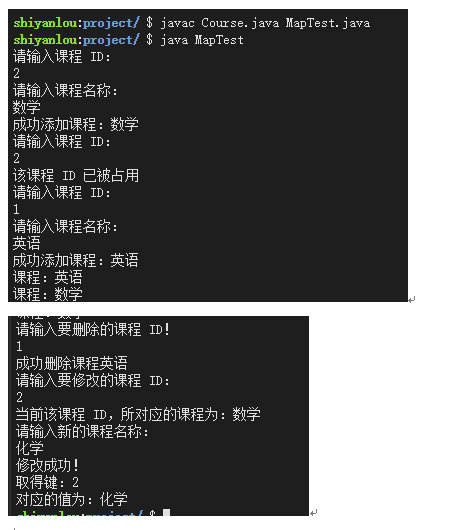 shiyanlou:project/ $ javac Course.java MapTest.java
shiyanlou:project/ $ java MapTest
请输入课程 ID:
2
请输入课程名称:
数学
成功添加课程: 数学
请输入课程 ID:
2
该课程 ID 已被占用
请输入课程 ID:
1
请输入课程名称:
英语
成功添加课程: 英语
课程: 英语
课程: 数学
课程: 数学
请输入要删除的课程 ID!
1
成功删除课程英语
请输入要修改的课程 ID:
2
当前该课程 ID, 所对应的课程为: 数学
请输入新的课程名称:
化学
修改成功!
取得键: 2
对应的值为: 化学
shiyanlou:project/ $